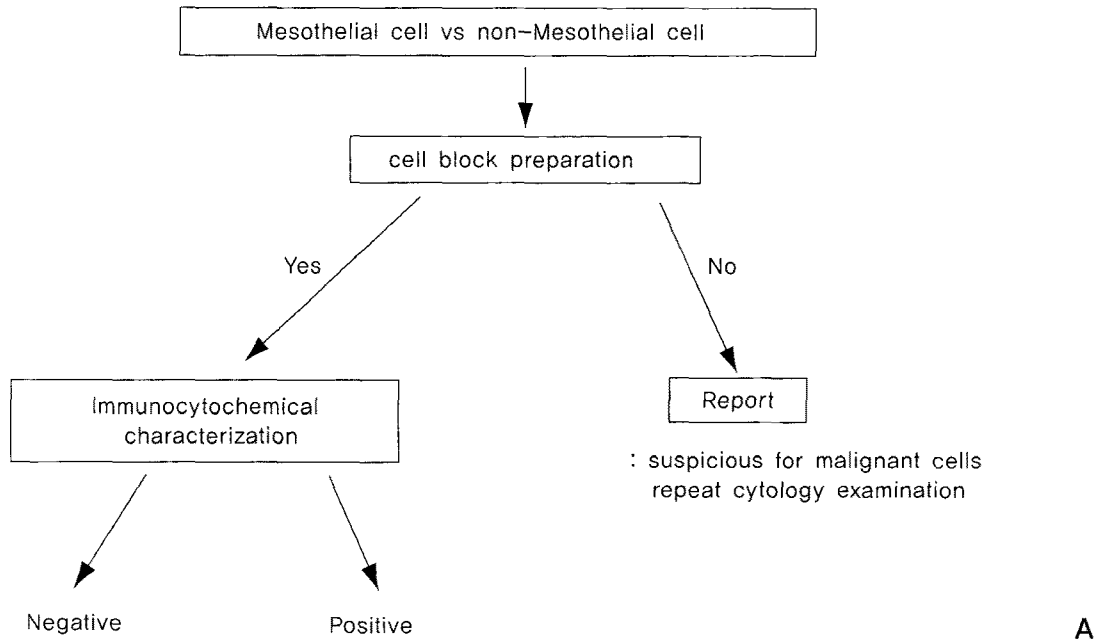 Mesothelial cell vs non-Mesothelial cell
cell block preparation
Yes
No
Immunocytochemical
characterization
Report
: suspicious for malignant cells
repeat cytology examination
Negative
Positive
A